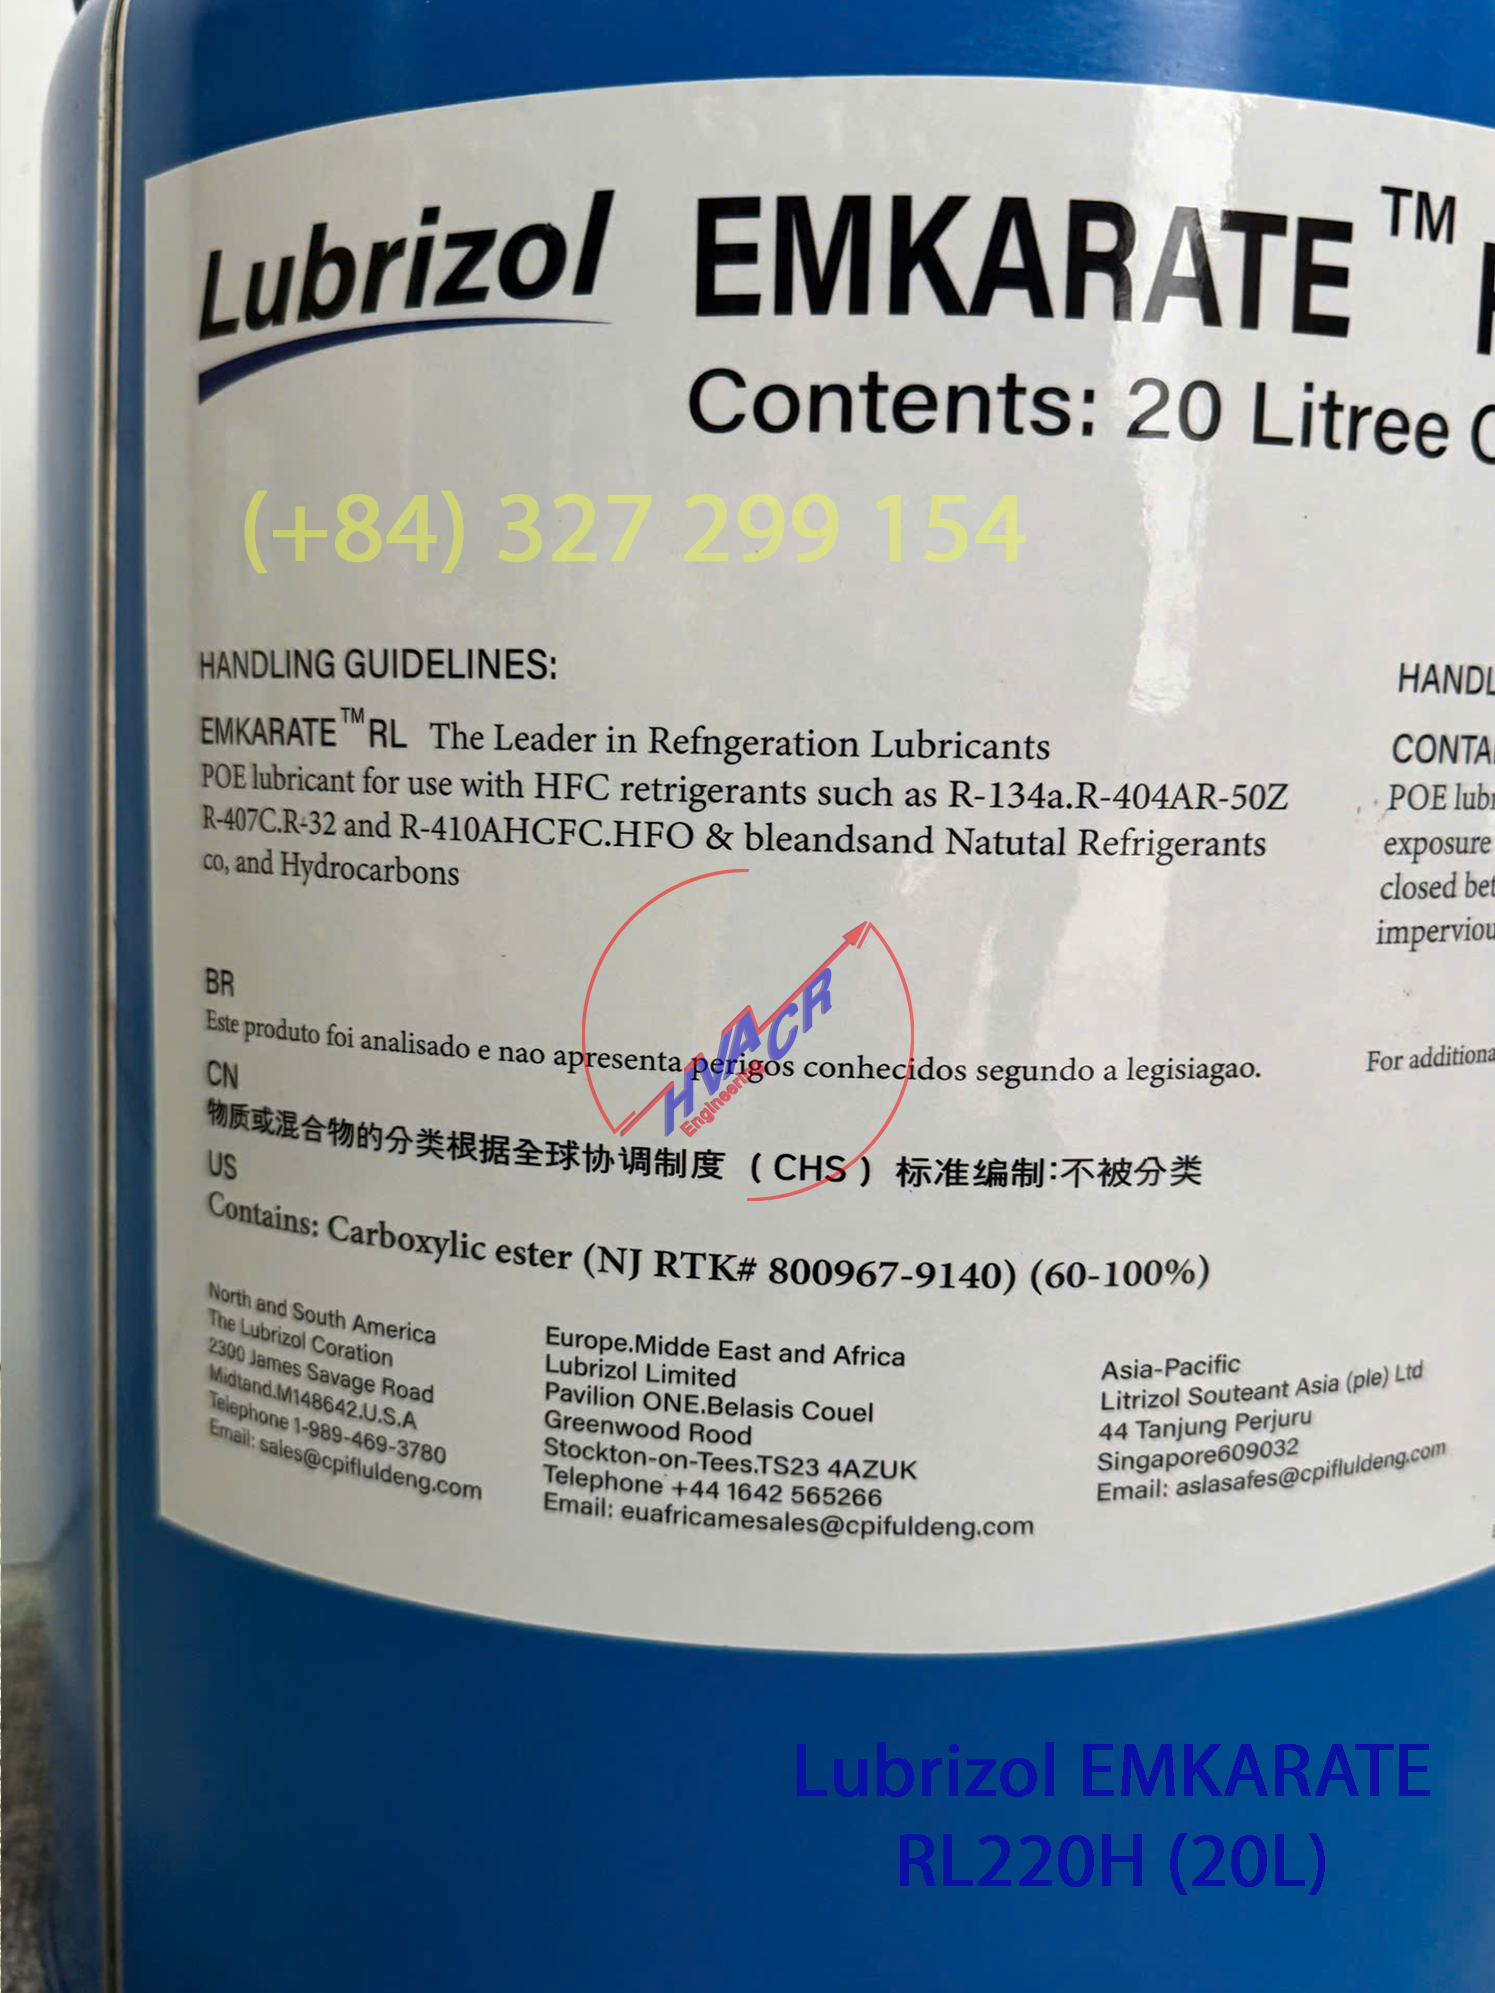 Lubrizol EMKARATE™
Contents: 20 Litree
(+84) 327 299 154
HANDLING GUIDELINES:
EMKARATE™RL The Leader in Refngeration Lubricants
POE lubricant for use with HFC retrigerants such as R-134a.R-404AR-50Z
R-407C.R-32 and R-410AHCFC.HFO & bleandsand Natutal Refrigerants
co, and Hydrocarbons
HANDL
CONTA
POE lub
exposure
closed bet
imperviou
BR
Este produto foi analisado e nao apresenta perigos conhecidos segundo a legisiagao.
For additiona
CN
物质或混合物的分类根据全球协调制度 (CHS) 标准编制:不被分类
US
Contains: Carboxylic ester (NJ RTK# 800967-9140) (60-100%)
HVACR
Engineering
North and South America
The Lubrizol Coration
2300 James Savage Road
Midtand.M148642.U.S.A
Telephone 1-989-469-3780
Email: sales@cpifluldeng.com
Europe.Midde East and Africa
Lubrizol Limited
Pavilion ONE.Belasis Couel
Greenwood Rood
Stockton-on-Tees.TS23 4AZUK
Telephone +44 1642 565266
Email: euafricamesales@cpifuldeng.com
Asia-Pacific
Litrizol Souteant Asia (ple) Ltd
44 Tanjung Perjuru
Singapore609032
Email: aslasafes@cpifluldeng.com
Lubrizol EMKARATE
RL220H (20L)